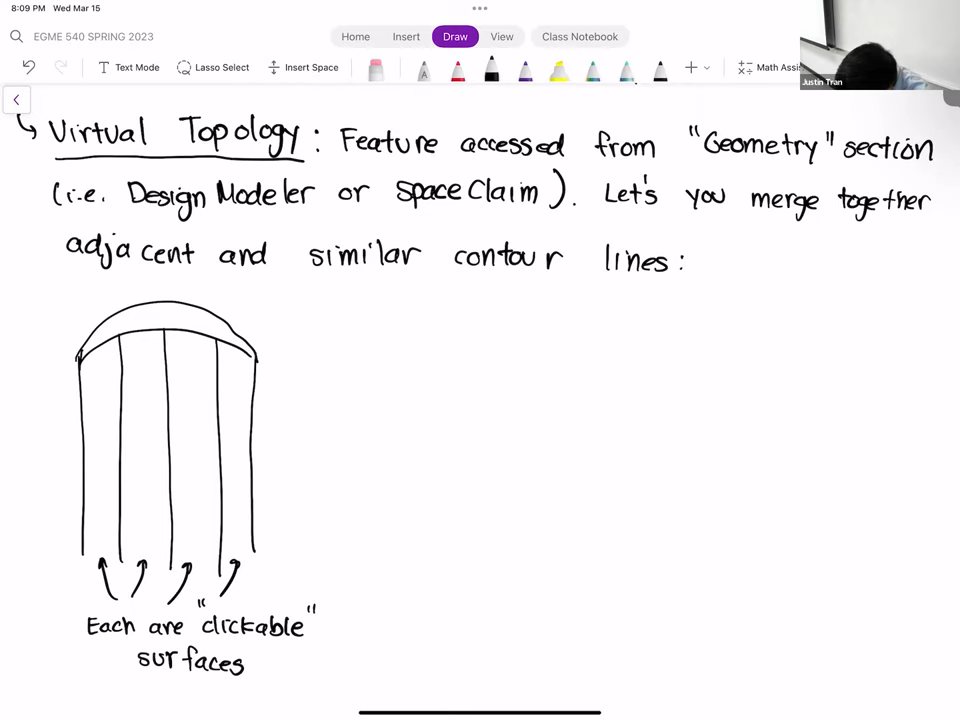 8:09 PM Wed Mar 15
EGME 540 SPRING 2023
Home Insert Draw View Class Notebook
Text Mode Lasso Select Insert Space A Math Assis
Justin Tran
Virtual Topology: Feature accessed from "Geometry" section
(i.e. DesignModeler or SpaceClaim). Let's you merge together
adjacent and similar contour lines:
Each are "clickable"
surfaces